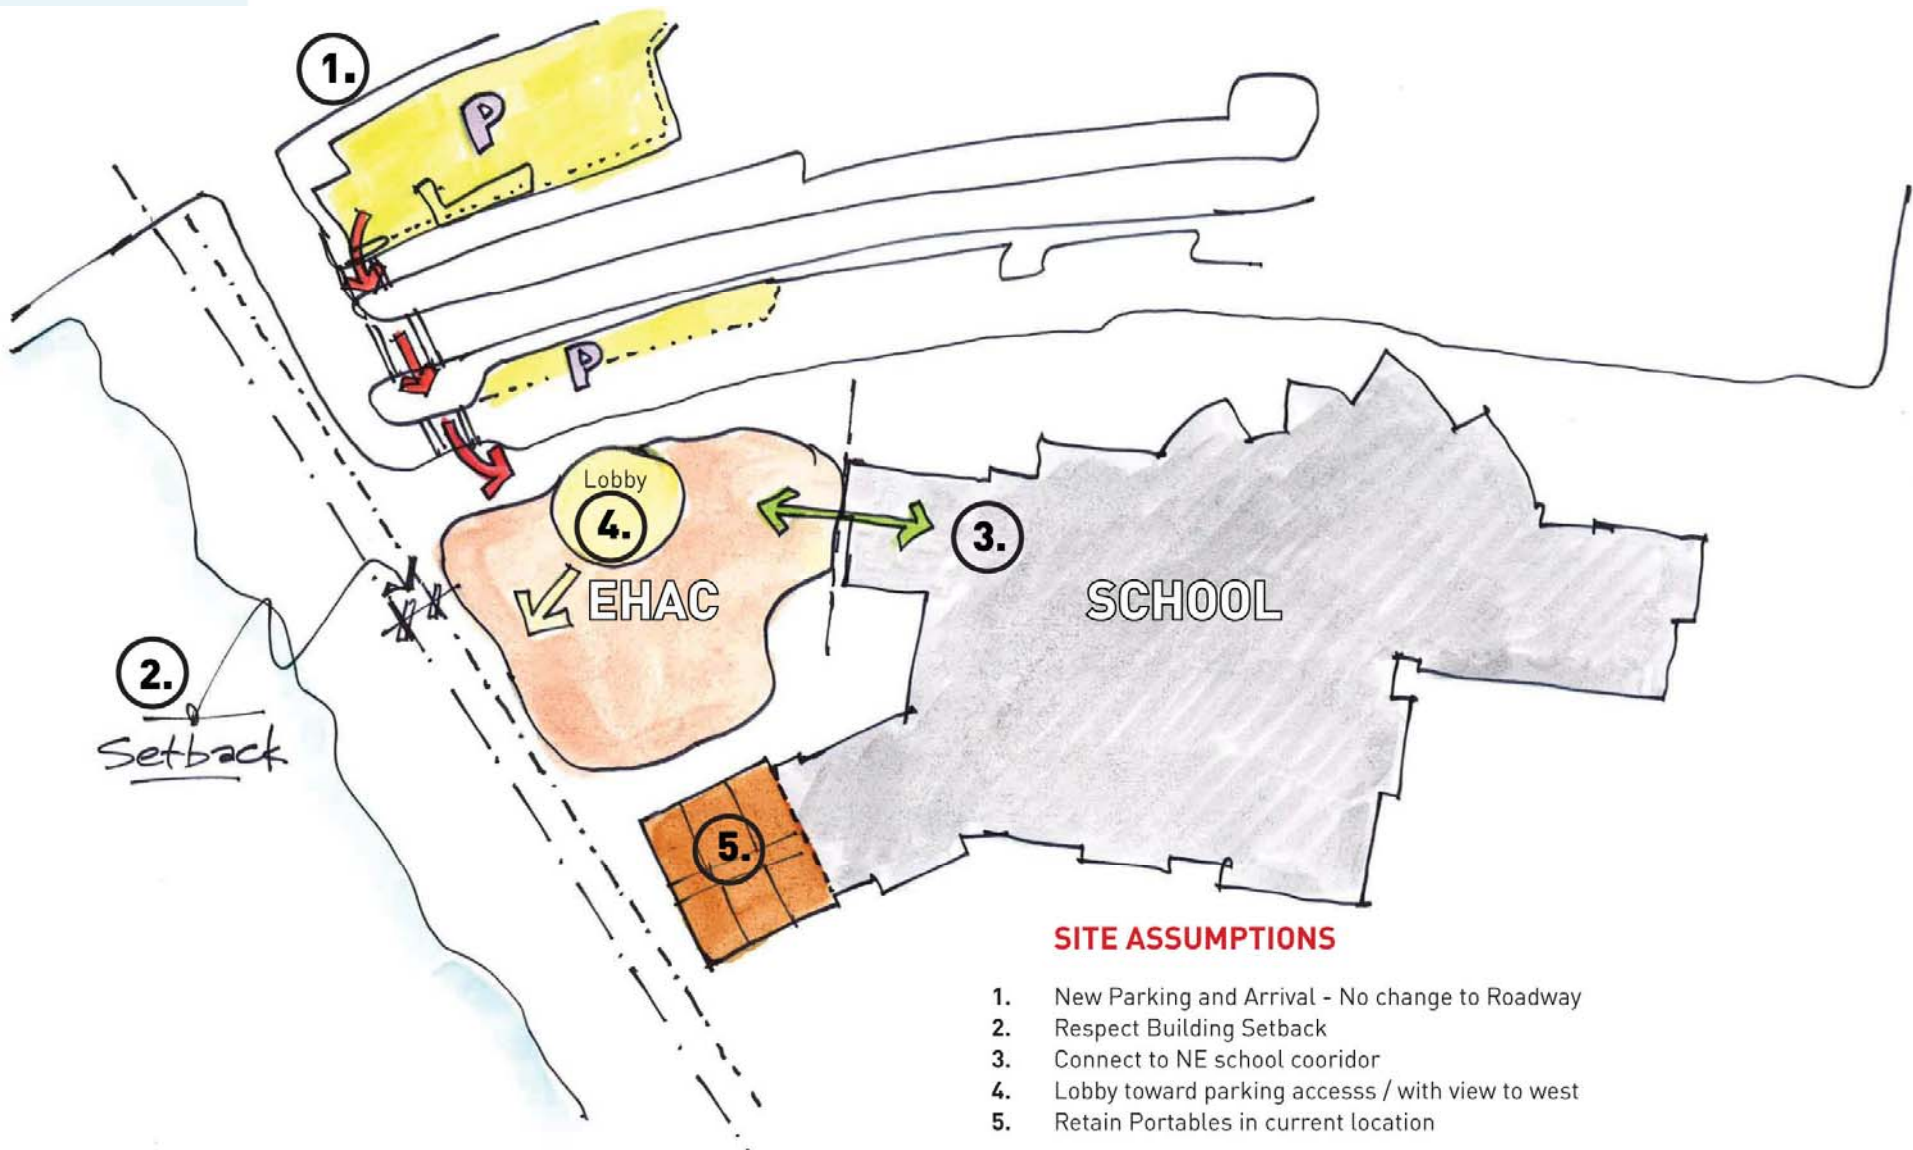 1.
P
P
Lobby
4.
3.
EHAC
SCHOOL
2.
Setback
5.
SITE ASSUMPTIONS
1. New Parking and Arrival - No change to Roadway
2. Respect Building Setback
3. Connect to NE school cooridor
4. Lobby toward parking accesss / with view to west
5. Retain Portables in current location